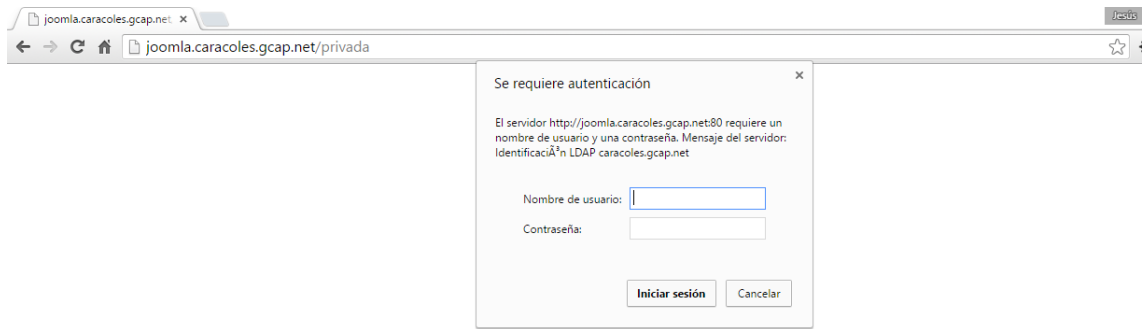 joomla.caracoles.gcap.net
Jesús
joomla.caracoles.gcap.net/privada
Se requiere autenticación
El servidor http://joomla.caracoles.gcap.net:80 requiere un
nombre de usuario y una contraseña. Mensaje del servidor:
IdentificaciÃ³n LDAP caracoles.gcap.net
Nombre de usuario:
Contraseña:
Iniciar sesión
Cancelar